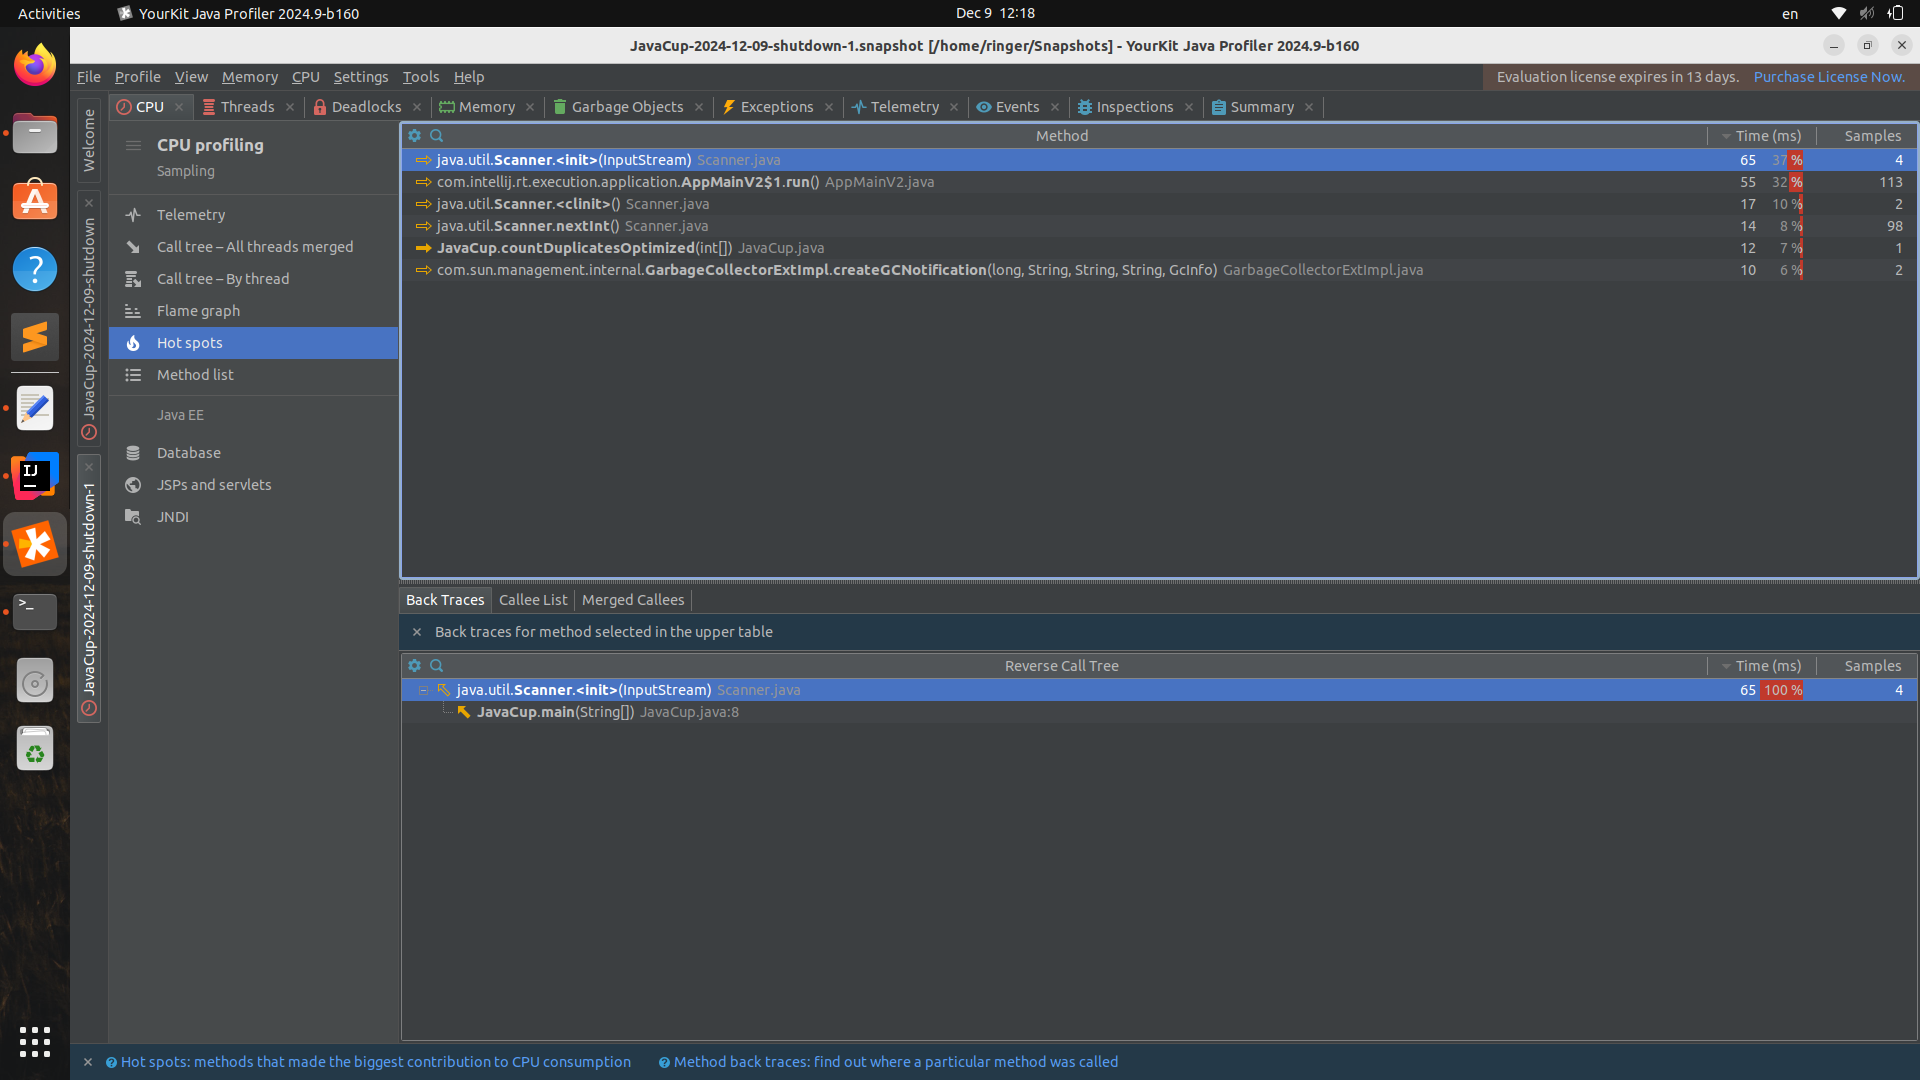 Activities YourKit Java Profiler 2024.9-b160 Dec 9 12:18 en
JavaCup-2024-12-09-shutdown-1.snapshot [/home/ringer/Snapshots] - YourKit Java Profiler 2024.9-b160
File Profile View Memory CPU Settings Tools Help Evaluation license expires in 13 days. Purchase License Now.
Welcome
JavaCup-2024-12-09-shutdown
JavaCup-2024-12-09-shutdown-1
CPU Threads Deadlocks Memory Garbage Objects Exceptions Telemetry Events Inspections Summary
CPU profiling
Sampling
Telemetry
Call tree – All threads merged
Call tree – By thread
Flame graph
Hot spots
Method list
Java EE
Database
JSPs and servlets
JNDI
Method Time (ms) Samples
java.util.Scanner.<init>(InputStream) Scanner.java 65 37 % 4
com.intellij.rt.execution.application.AppMainV2$1.run() AppMainV2.java 55 32 % 113
java.util.Scanner.<clinit>() Scanner.java 17 10 % 2
java.util.Scanner.nextInt() Scanner.java 14 8 % 98
JavaCup.countDuplicatesOptimized(int[]) JavaCup.java 12 7 % 1
com.sun.management.internal.GarbageCollectorExtImpl.createGCNotification(long, String, String, String, GcInfo) GarbageCollectorExtImpl.java 10 6 % 2
Back Traces Callee List Merged Callees
Back traces for method selected in the upper table
Reverse Call Tree Time (ms) Samples
java.util.Scanner.<init>(InputStream) Scanner.java 65 100 % 4
JavaCup.main(String[]) JavaCup.java:8
Hot spots: methods that made the biggest contribution to CPU consumption Method back traces: find out where a particular method was called